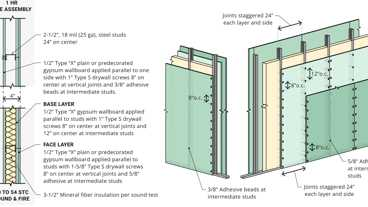 1 HR
E ASSEMBLY
2-1/2", 18 mil (25 ga), steel studs
24" on center
1/2" Type "X" plain or predecorated
gypsum wallboard applied parallel to one
side with 1" Type S drywall screws 8" on
center at vertical joints and 3/8" adhesive
beads at intermediate studs
4"
BASE LAYER
1/2" Type "X" gypsum wallboard applied
parallel to studs with 1" Type S drywall
screws 8" on center at vertical joints and
12" on center at intermediate studs
FACE LAYER
1/2" Type "X" plain or predecorated
gypsum wallboard applied parallel to
studs with 1-5/8" Type S drywall screws
8" on center at vertical joints and 5/8"
adhesive at intermediate studs
3-1/2" Mineral fiber insulation per sound test
0 TO 54 STC
OUND & FIRE
Joints staggered 24"
each layer and side
8"o.c.
3/8" Adhesive beads at
intermediate studs
12"o.c.
8"o.c.
8"o.c.
5/8" Ad
at
stu
Joints staggered 24"
each layer and side